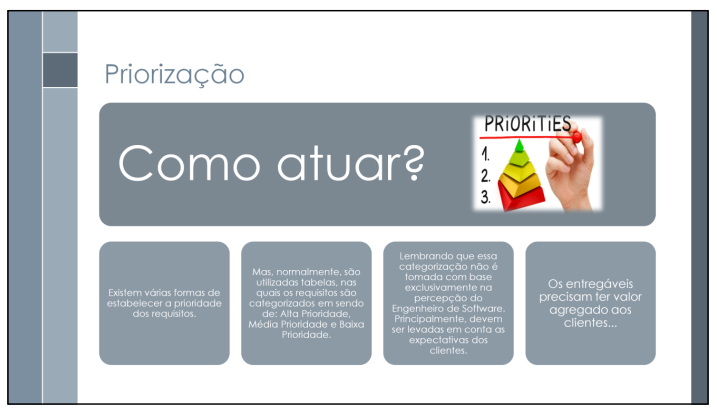 Priorização
Como atuar?
PRiORiTiES
1.
2.
3.
Existem várias formas de
estabelecer a prioridade
dos requisitos.
Mas, normalmente, são
utilizadas tabelas, nas
quais os requisitos são
categorizados em sendo
de: Alta Prioridade,
Média Prioridade e Baixa
Prioridade.
Lembrando que essa
categorização não é
tomada com base
exclusivamente na
percepção do
Engenheiro de Software.
Principalmente, devem
ser levadas em conta as
expectativas dos
clientes.
Os entregáveis
precisam ter valor
agregado aos
clientes...